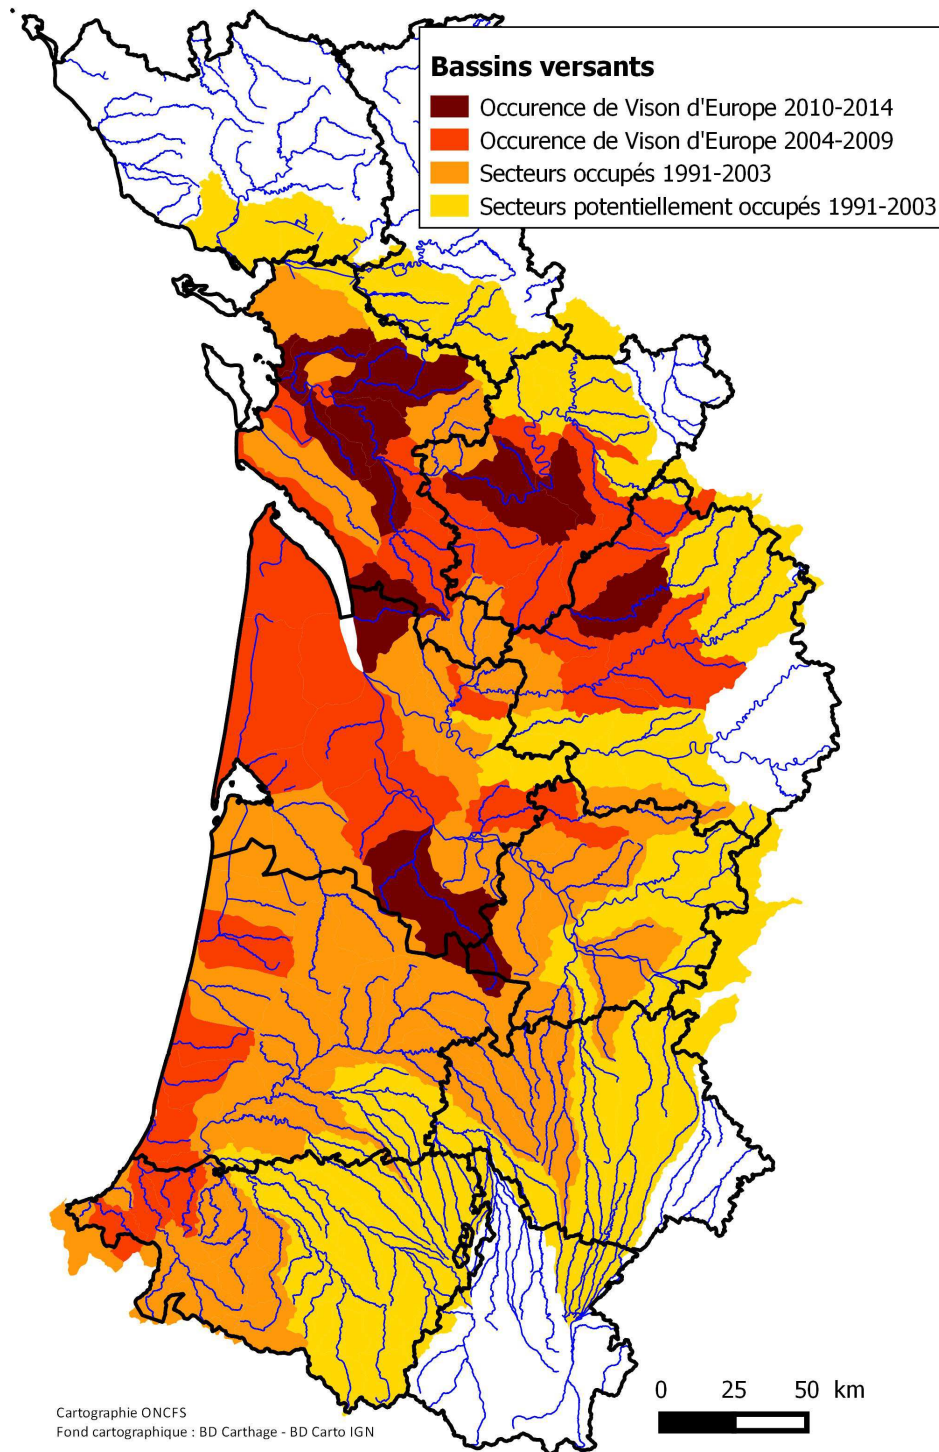 Bassins versants
Occurence de Vison d'Europe 2010-2014
Occurence de Vison d'Europe 2004-2009
Secteurs occupés 1991-2003
Secteurs potentiellement occupés 1991-2003
0 25 50 km
Cartographie ONCFS
Fond cartographique : BD Carthage - BD Carto IGN